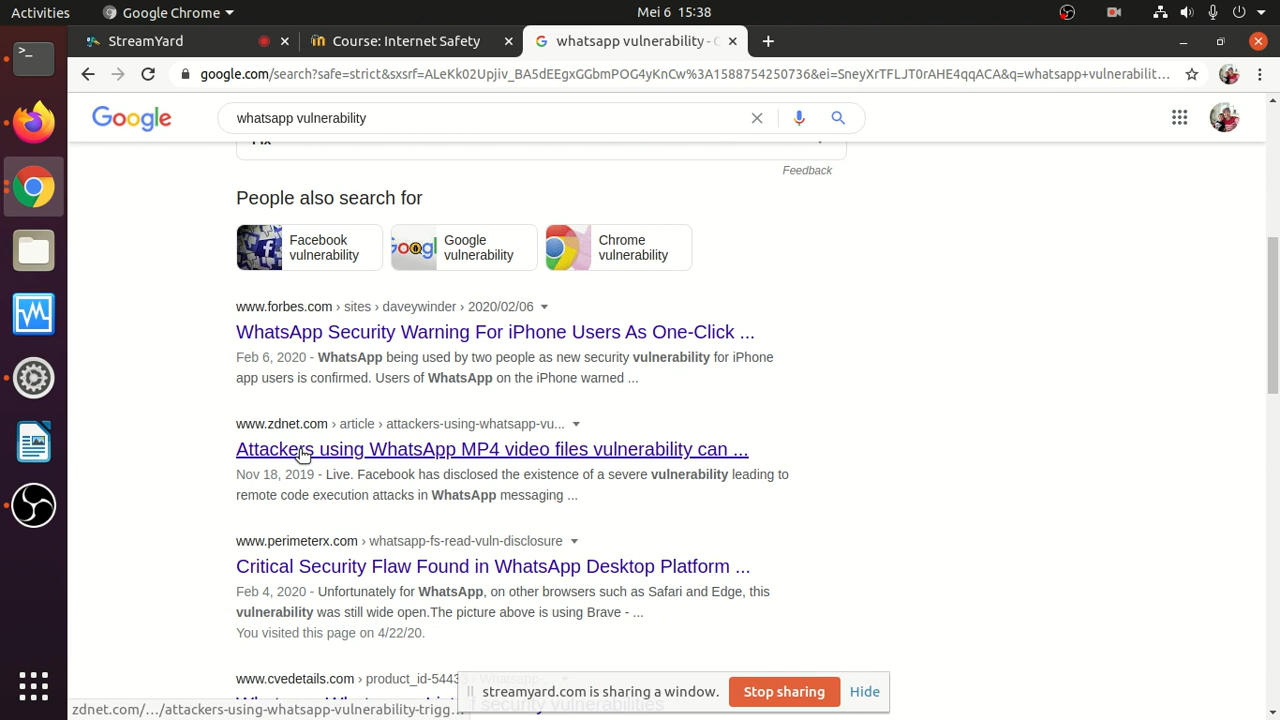 Activities
Google Chrome
Mei 6 15:38
StreamYard
Course: Internet Safety
whatsapp vulnerability - G
google.com/search?safe=strict&sxsrf=ALeKk02UpJiv_BA5dEEgxGGbmPOG4yKnCw%3A1588754250736&ei=SneyXrTFLJT0rAHE4qqACA&q=whatsapp+vulnerabilit...
Google
whatsapp vulnerability
Feedback
People also search for
Facebook vulnerability
Google vulnerability
Chrome vulnerability
www.forbes.com › sites › daveywinder › 2020/02/06
WhatsApp Security Warning For iPhone Users As One-Click ...
Feb 6, 2020 - WhatsApp being used by two people as new security vulnerability for iPhone
app users is confirmed. Users of WhatsApp on the iPhone warned ...
www.zdnet.com › article › attackers-using-whatsapp-vu...
Attackers using WhatsApp MP4 video files vulnerability can ...
Nov 18, 2019 - Live. Facebook has disclosed the existence of a severe vulnerability leading to
remote code execution attacks in WhatsApp messaging ...
www.perimeterx.com › whatsapp-fs-read-vuln-disclosure
Critical Security Flaw Found in WhatsApp Desktop Platform ...
Feb 4, 2020 - Unfortunately for WhatsApp, on other browsers such as Safari and Edge, this
vulnerability was still wide open.The picture above is using Brave - ...
You visited this page on 4/22/20.
www.cvedetails.com › product_id-5443
streamyard.com is sharing a window.
Stop sharing
Hide
security vulnerabilities
zdnet.com/.../attackers-using-whatsapp-vulnerability-trigg...